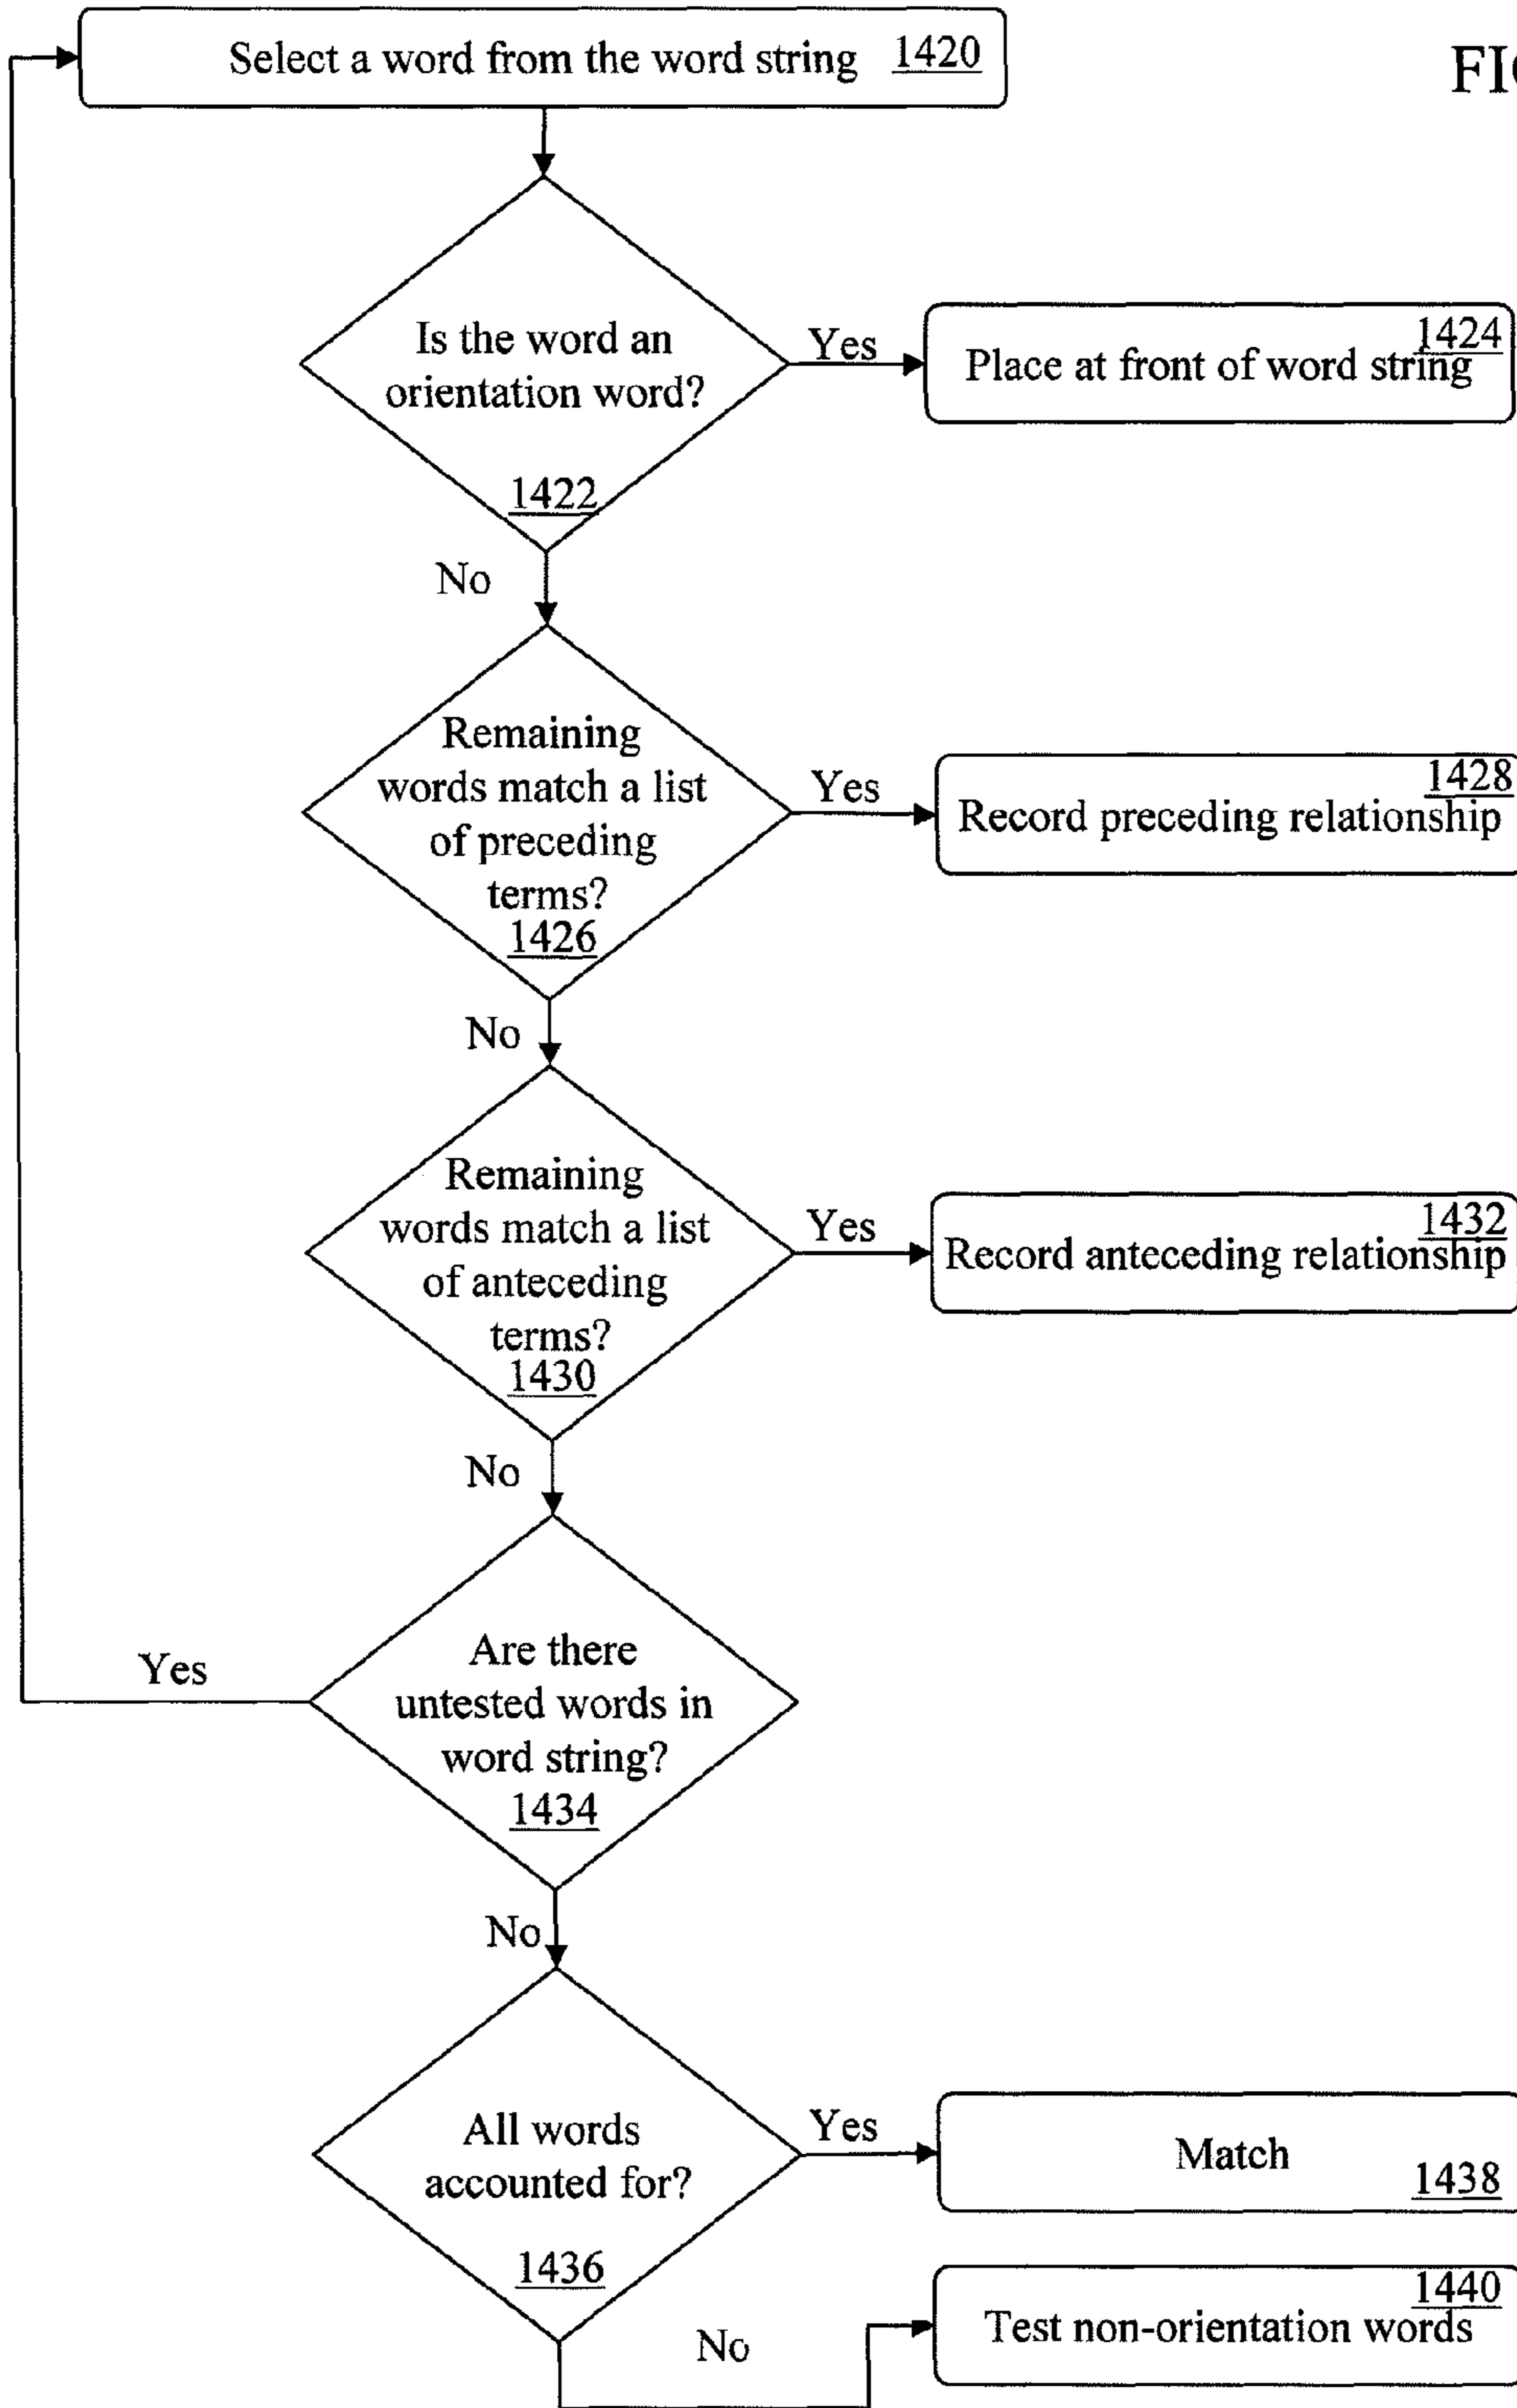 Select a word from the word string 1420
FIG
Is the word an
orientation word?
1422
Yes
1424
Place at front of word string
No
Remaining
words match a list
of preceding
terms?
1426
Yes
1428
Record preceding relationship
No
Remaining
words match a list
of anteceding
terms?
1430
Yes
1432
Record anteceding relationship
No
Yes
Are there
untested words in
word string?
1434
No
All words
accounted for?
1436
Yes
Match
1438
No
1440
Test non-orientation words